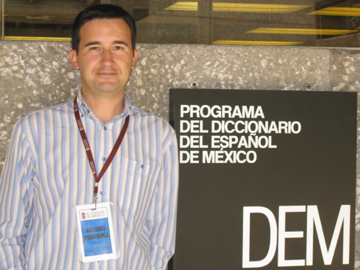 PROGRAMA
DEL DICCIONARIO
DEL ESPAÑOL
DE MÉXICO
DEM